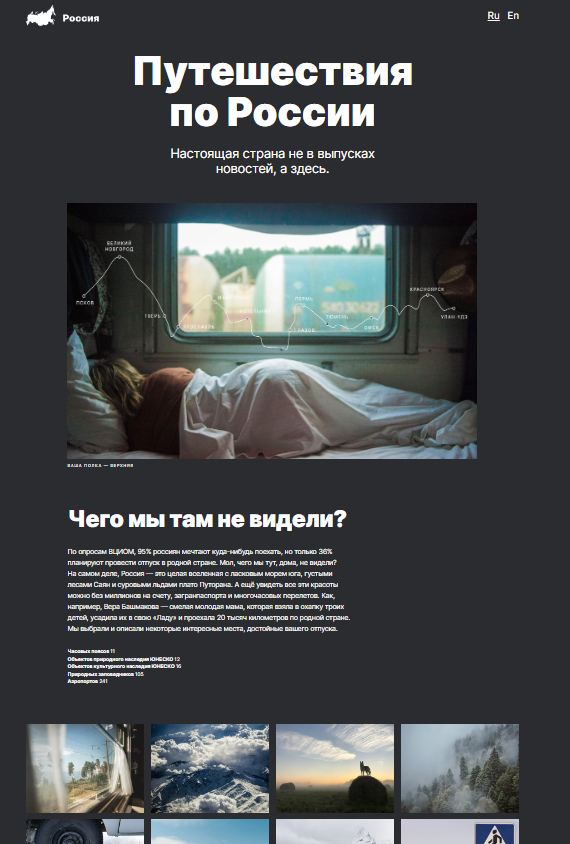 Россия
Ru En
Путешествия
по России
Настоящая страна не в выпусках
новостей, а здесь.
ВЕЛИКИЙ
НОВГОРОД
ПСКОВ
ТВЕРЬ
ПЕРМЬ
ТЮМЕНЬ
ОМСК
КРАСНОЯРСК
УЛАН-УДЭ
ВАША ПОЛКА — ВЕРХНЯЯ
Чего мы там не видели?
По опросам ВЦИОМ, 95% россиян мечтают куда-нибудь поехать, но только 36%
планируют провести отпуск в родной стране. Мол, чего мы тут, дома, не видели?
На самом деле, Россия — это целая вселенная с ласковым морем юга, густыми
лесами Саян и суровыми льдами плато Путорана. А ещё увидеть все эти красоты
можно без миллионов на счету, загранпаспорта и многочасовых перелетов. Как,
например, Вера Башмакова — смелая молодая мама, которая взяла в охапку троих
детей, усадила их в свою «Ладу» и проехала 20 тысяч километров по родной стране.
Мы выбрали и описали некоторые интересные места, достойные вашего отпуска.
Часовых поясов 11
Объектов природного наследия ЮНЕСКО 12
Объектов культурного наследия ЮНЕСКО 16
Природных заповедников 105
Аэропортов 241